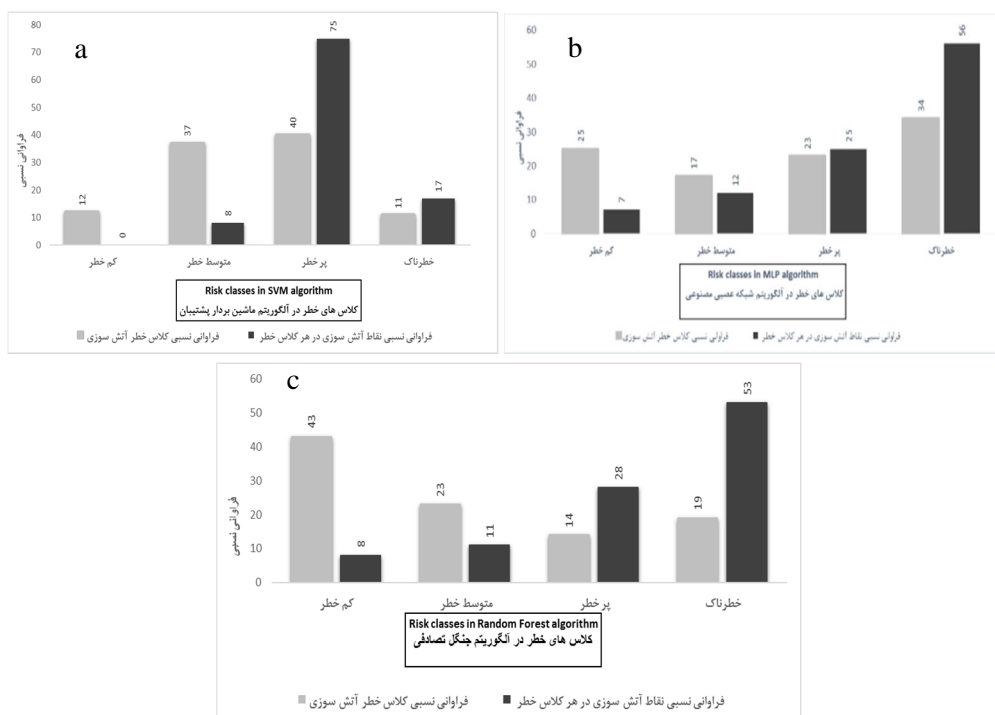 a
80
70
60
50
40
30
20
10
0
فراوانی نسبی
12
0
37
8
40
75
11
17
کم خطر
متوسط خطر
پر خطر
خطرناک
Risk classes in SVM algorithm
کلاس های خطر در آلگوریتم ماشین بردار پشتیبان
فراوانی نسبی کلاس خطر آتش سوزی
فراوانی نسبی نقاط آتش سوزی در هر کلاس خطر
b
60
50
40
30
20
10
0
فراوانی نسبی
25
7
17
12
23
25
34
56
کم خطر
متوسط خطر
پر خطر
خطرناک
Risk classes in MLP algorithm
کلاس های خطر در آلگوریتم شبکه عصبی مصنوعی
فراوانی نسبی کلاس خطر آتش سوزی
فراوانی نسبی نقاط آتش سوزی در هر کلاس خطر
c
60
50
40
30
20
10
0
فراوانی نسبی
43
8
23
11
14
28
19
53
کم خطر
متوسط خطر
پر خطر
خطرناک
Risk classes in Random Forest algorithm
کلاس های خطر در آلگوریتم جنگل تصادفی
فراوانی نسبی کلاس خطر آتش سوزی
فراوانی نسبی نقاط آتش سوزی در هر کلاس خطر